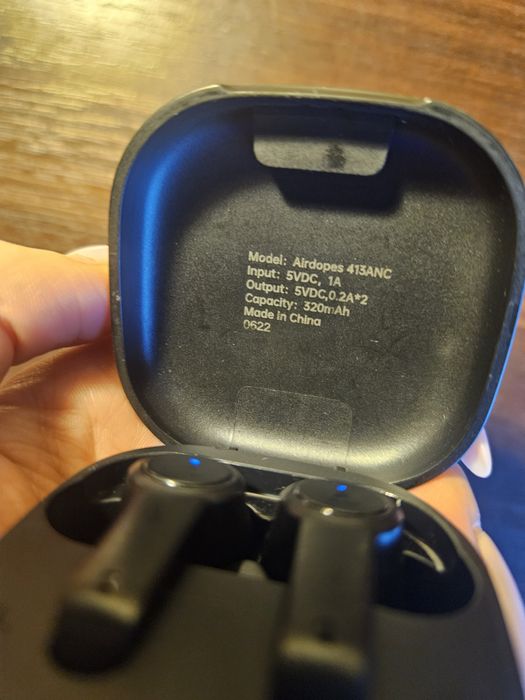 Model: Airdopes 413ANC
Input: 5VDC, 1A
Output: 5VDC,0.2A*2
Capacity: 320mAh
Made in China
0622